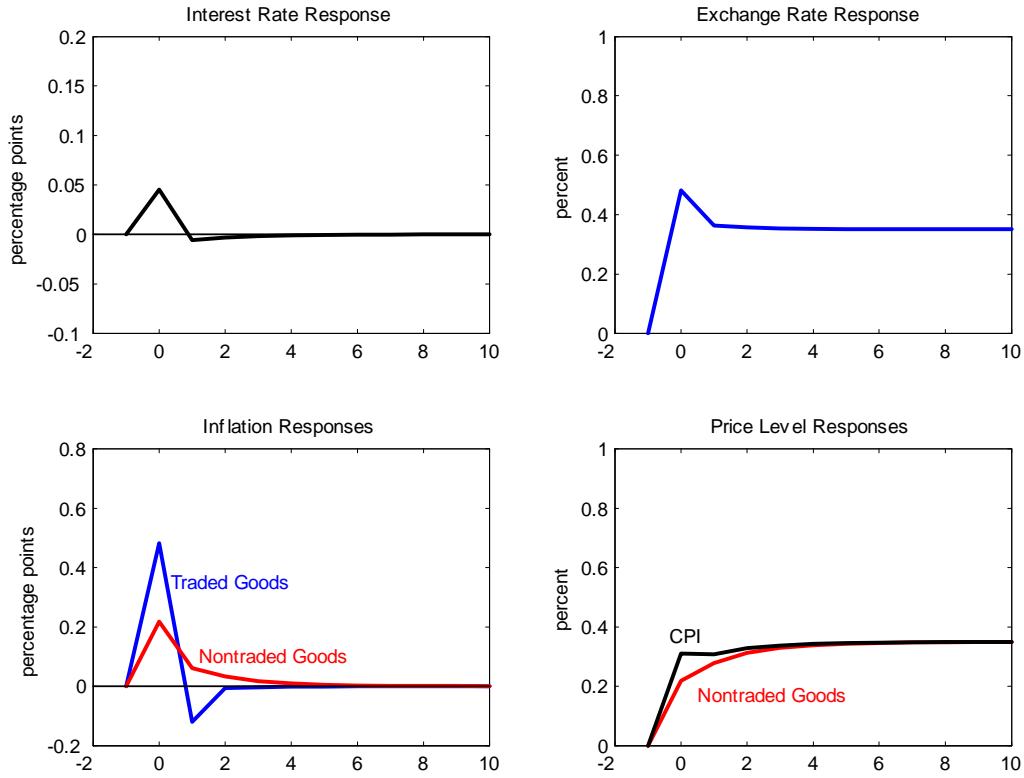 Interest Rate Response
0.2
0.15
0.1
0.05
0
-0.05
-0.1
percentage points
-2 0 2 4 6 8 10
Exchange Rate Response
1
0.8
0.6
0.4
0.2
0
percent
-2 0 2 4 6 8 10
Inflation Responses
0.8
0.6
0.4
0.2
0
-0.2
percentage points
Traded Goods
Nontraded Goods
-2 0 2 4 6 8 10
Price Level Responses
1
0.8
0.6
0.4
0.2
0
percent
CPI
Nontraded Goods
-2 0 2 4 6 8 10